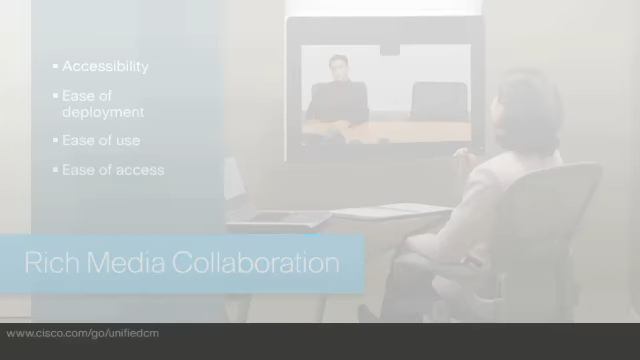 ▪ Accessibility
▪ Ease of
deployment
▪ Ease of use
▪ Ease of access
Rich Media Collaboration
www.cisco.com/go/unifiedcm